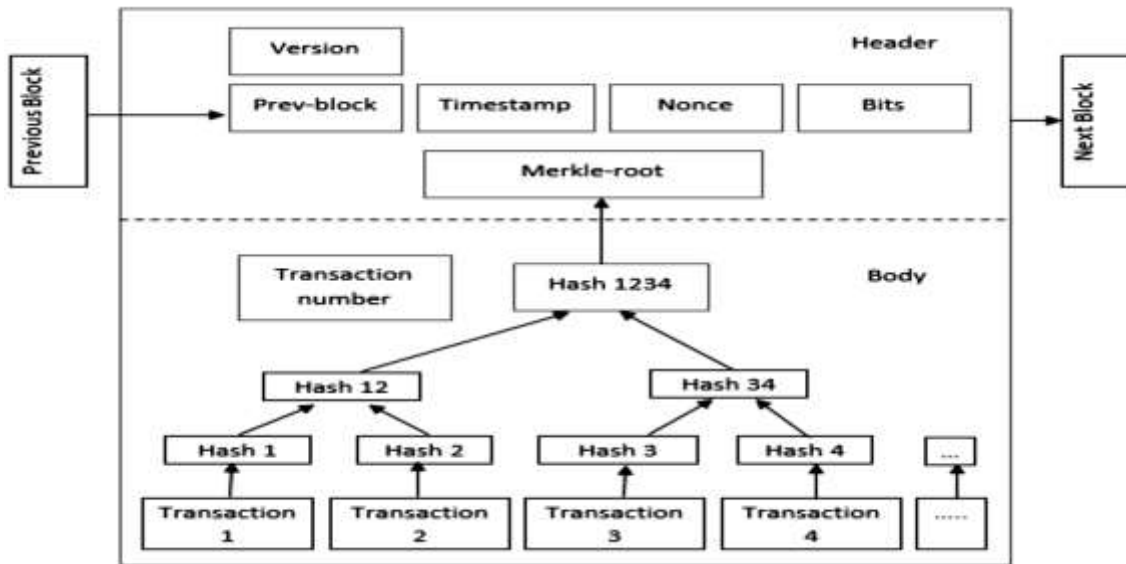 Header
Version
Previous Block
Prev-block
Timestamp
Nonce
Bits
Next Block
Merkle-root
Transaction
number
Hash 1234
Body
Hash 12
Hash 34
Hash 1
Hash 2
Hash 3
Hash 4
...
Transaction
1
Transaction
2
Transaction
3
Transaction
4
.....